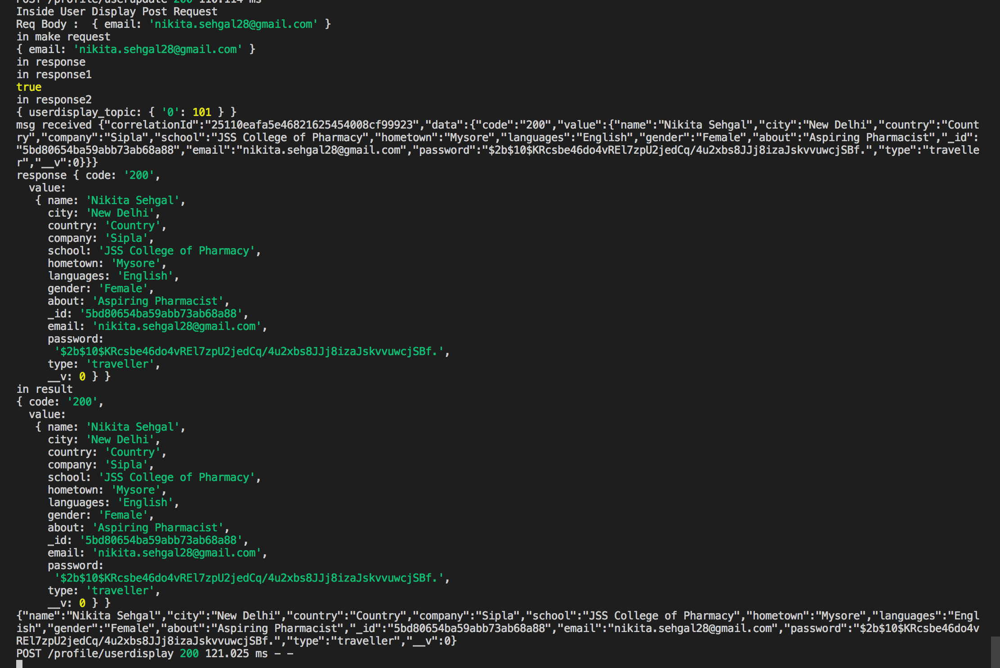 POST /profile/userupdate 200 110.114 ms
Inside User Display Post Request
Req Body :  { email: 'nikita.sehgal28@gmail.com' }
in make request
{ email: 'nikita.sehgal28@gmail.com' }
in response
in response1
true
in response2
{ userdisplay_topic: { '0': 101 } }
msg received {"correlationId":"25110eafa5e46821625454008cf99923","data":{"code":"200","value":{"name":"Nikita Sehgal","city":"New Delhi","country":"Count
ry","company":"Sipla","school":"JSS College of Pharmacy","hometown":"Mysore","languages":"English","gender":"Female","about":"Aspiring Pharmacist","_id":
"5bd80654ba59abb73ab68a88","email":"nikita.sehgal28@gmail.com","password":"$2b$10$KRcsbe46do4vREl7zpU2jedCq/4u2xbs8JJj8izaJskvvuwcjSBf.","type":"travelle
r","__v":0}}}
response { code: '200',
  value:
   { name: 'Nikita Sehgal',
     city: 'New Delhi',
     country: 'Country',
     company: 'Sipla',
     school: 'JSS College of Pharmacy',
     hometown: 'Mysore',
     languages: 'English',
     gender: 'Female',
     about: 'Aspiring Pharmacist',
     _id: '5bd80654ba59abb73ab68a88',
     email: 'nikita.sehgal28@gmail.com',
     password:
      '$2b$10$KRcsbe46do4vREl7zpU2jedCq/4u2xbs8JJj8izaJskvvuwcjSBf.',
     type: 'traveller',
     __v: 0 } }
in result
{ code: '200',
  value:
   { name: 'Nikita Sehgal',
     city: 'New Delhi',
     country: 'Country',
     company: 'Sipla',
     school: 'JSS College of Pharmacy',
     hometown: 'Mysore',
     languages: 'English',
     gender: 'Female',
     about: 'Aspiring Pharmacist',
     _id: '5bd80654ba59abb73ab68a88',
     email: 'nikita.sehgal28@gmail.com',
     password:
      '$2b$10$KRcsbe46do4vREl7zpU2jedCq/4u2xbs8JJj8izaJskvvuwcjSBf.',
     type: 'traveller',
     __v: 0 } }
{"name":"Nikita Sehgal","city":"New Delhi","country":"Country","company":"Sipla","school":"JSS College of Pharmacy","hometown":"Mysore","languages":"Engl
ish","gender":"Female","about":"Aspiring Pharmacist","_id":"5bd80654ba59abb73ab68a88","email":"nikita.sehgal28@gmail.com","password":"$2b$10$KRcsbe46do4v
REl7zpU2jedCq/4u2xbs8JJj8izaJskvvuwcjSBf.","type":"traveller","__v":0}
POST /profile/userdisplay 200 121.025 ms - -